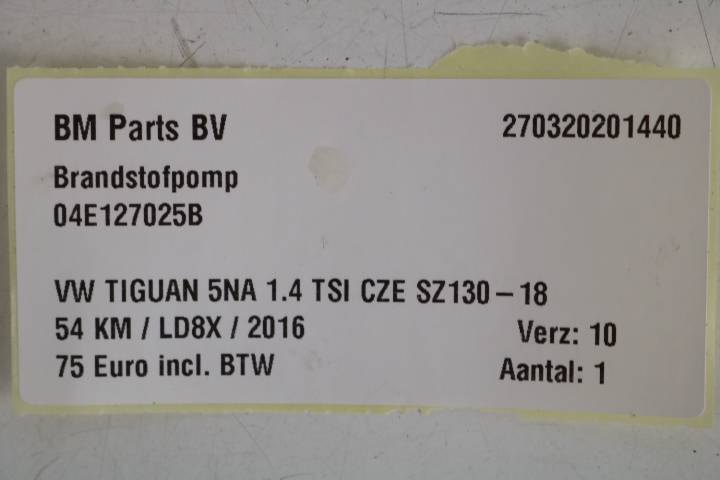 BM Parts BV 270320201440
Brandstofpomp
04E127025B
VW TIGUAN 5NA 1.4 TSI CZE SZ130-18
54 KM / LD8X / 2016 Verz: 10
75 Euro incl. BTW Aantal: 1